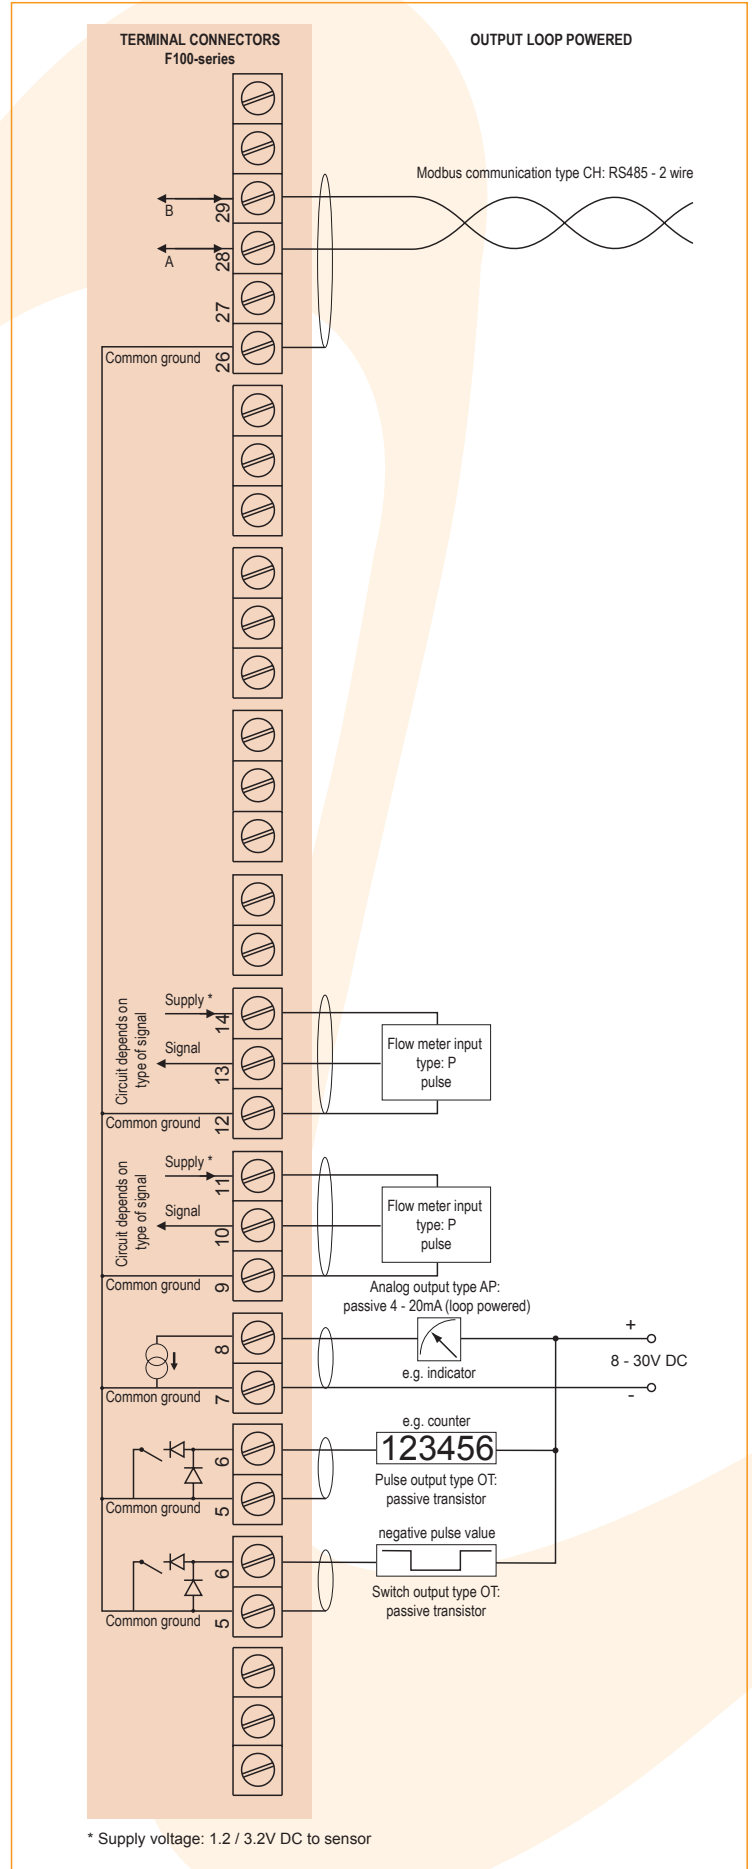 TERMINAL CONNECTORS
F100-series
OUTPUT LOOP POWERED
Modbus communication type CH: RS485 - 2 wire
B
29
A
28
27
Common ground
26
Circuit depends on
type of signal
Supply *
14
Signal
13
Common ground
12
Flow meter input
type: P
pulse
Circuit depends on
type of signal
Supply *
11
Signal
10
Common ground
9
Flow meter input
type: P
pulse
Analog output type AP:
passive 4 - 20mA (loop powered)
8
e.g. indicator
+
8 - 30V DC
-
Common ground
7
e.g. counter
123456
6
Pulse output type OT:
passive transistor
Common ground
5
negative pulse value
6
Switch output type OT:
passive transistor
Common ground
5
* Supply voltage: 1.2 / 3.2V DC to sensor